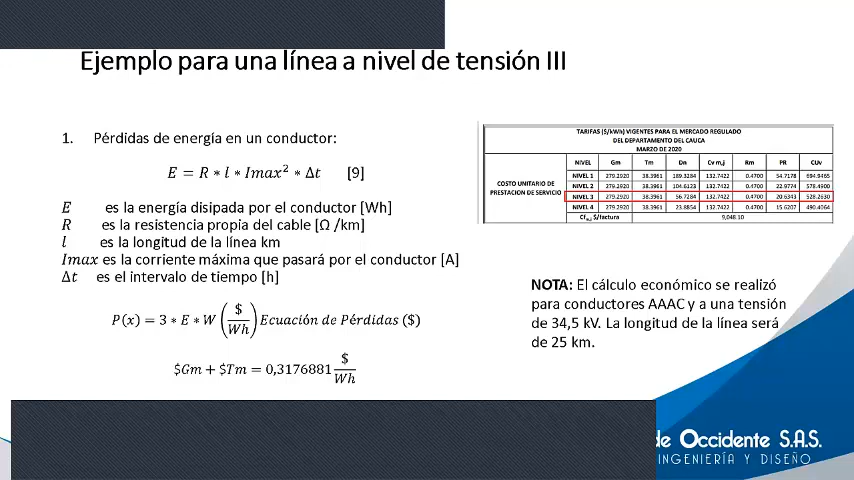 Ejemplo para una línea a nivel de tensión III
1. Pérdidas de energía en un conductor:
E = R * l * Imax² * Δt [9]
E es la energía disipada por el conductor [Wh]
R es la resistencia propia del cable [Ω /km]
l es la longitud de la línea km
Imax es la corriente máxima que pasará por el conductor [A]
Δt es el intervalo de tiempo [h]
P(x) = 3 * E * W ($/Wh) Ecuación de Pérdidas ($)
$Gm + $Tm = 0,3176881 $/Wh
TARIFAS ($/kWh) VIGENTES PARA EL MERCADO REGULADO
DEL DEPARTAMENTO DEL CAUCA
MARZO DE 2020
COSTO UNITARIO DE
PRESTACION DE SERVICIO
NIVEL Gm Tm Dn Cv m,j Rm PR CUv
NIVEL 1 279.2920 38.3961 189.3284 132.7422 0.4700 54.7178 694.9465
NIVEL 2 279.2920 38.3961 104.6123 132.7422 0.4700 22.9774 578.4900
NIVEL 3 279.2920 38.3961 56.7284 132.7422 0.4700 20.6343 528.2630
NIVEL 4 279.2920 38.3961 23.8854 132.7422 0.4700 15.6207 490.4064
Cfm,j $/factura 9,048.10
NOTA: El cálculo económico se realizó
para conductores AAAC y a una tensión
de 34,5 kV. La longitud de la línea será
de 25 km.
de Occidente S.A.S.
INGENIERÍA Y DISEÑO